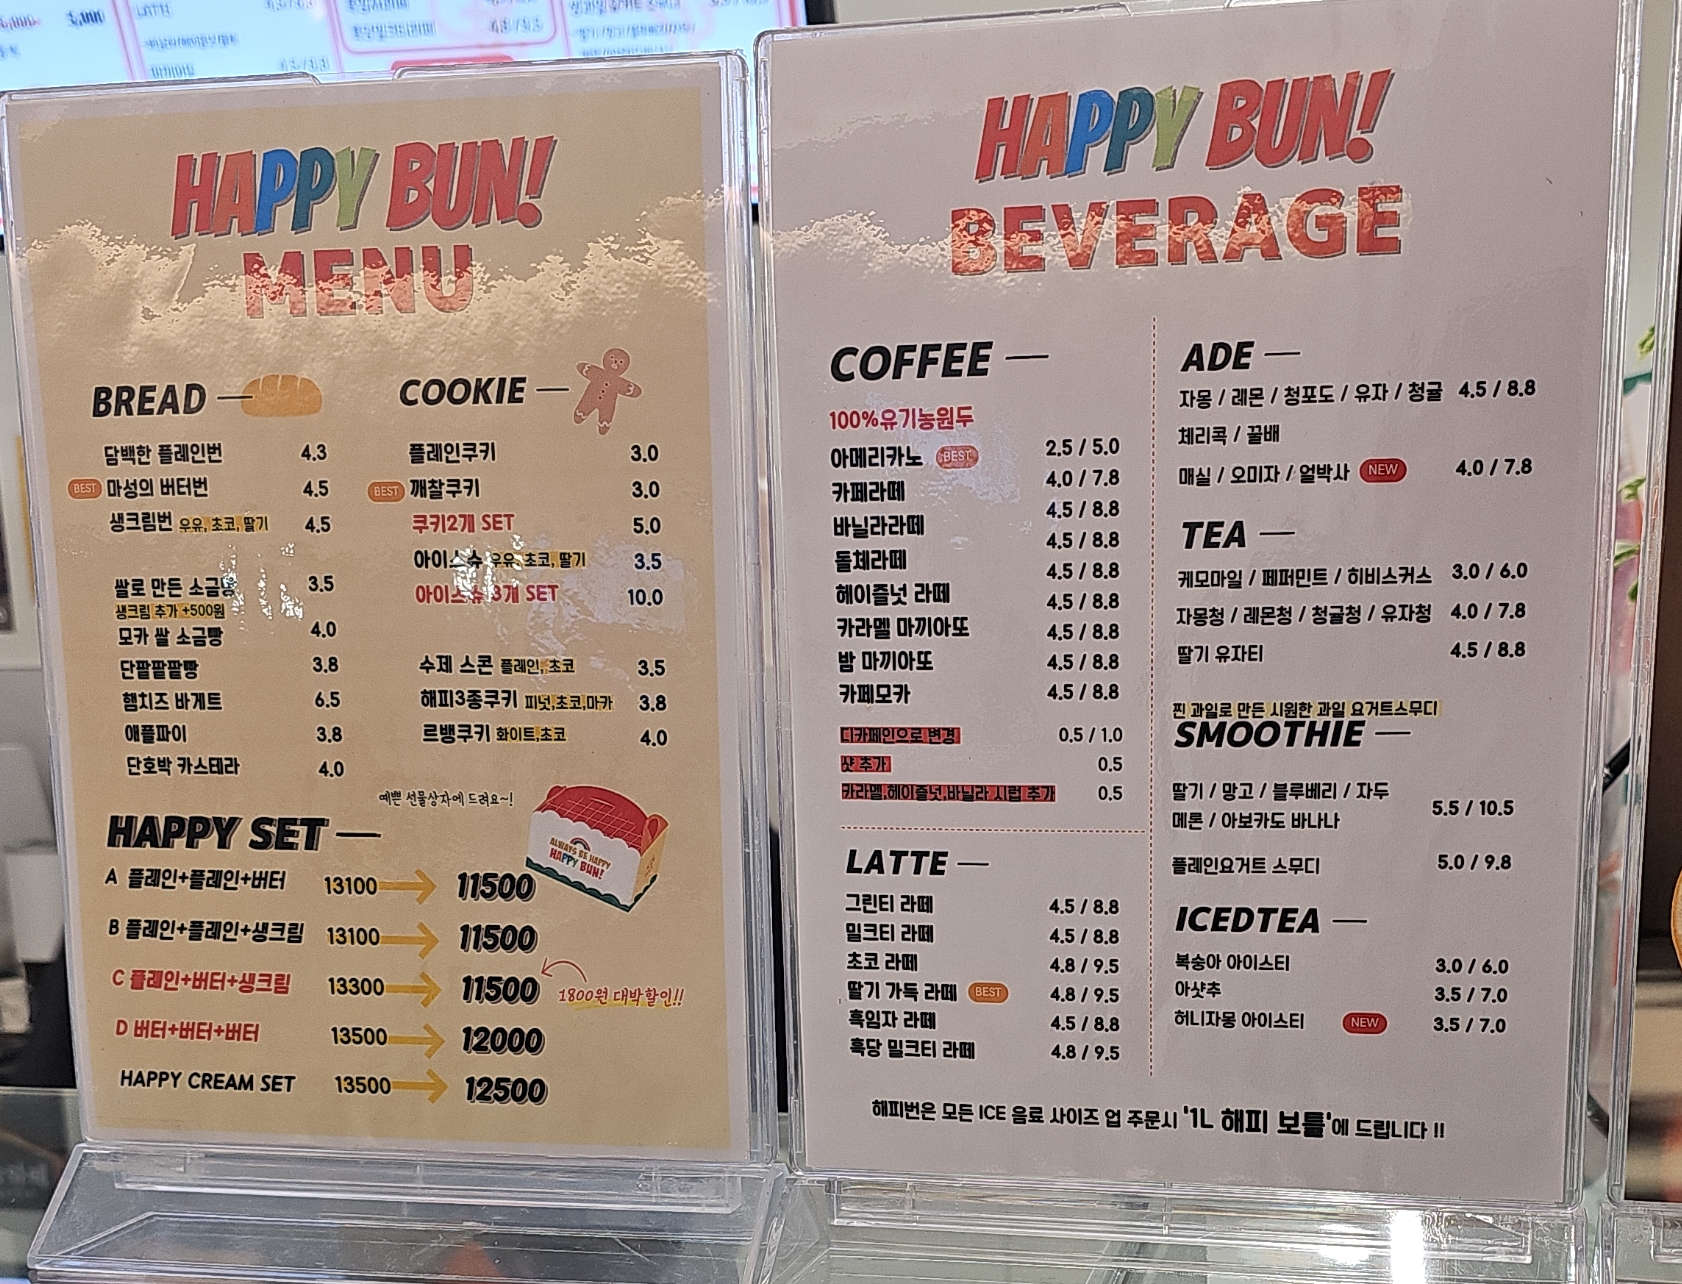 HAPPY BUN!
MENU
BREAD
담백한 플레인번 4.3
BEST 마성의 버터번 4.5
생크림번 우유, 초코, 딸기 4.5
쌀로 만든 소금빵 3.5
생크림 추가 +500원
모카 쌀 소금빵 4.0
단팥팥팥빵 3.8
햄치즈 바게트 6.5
애플파이 3.8
단호박 카스테라 4.0
COOKIE
플레인쿠키 3.0
BEST 깨찰쿠키 3.0
쿠키2개 SET 5.0
아이스슈 우유, 초코, 딸기 3.5
아이스슈 3개 SET 10.0
수제 스콘 플레인, 초코 3.5
해피3종쿠키 피넛,초코,마카 3.8
르뱅쿠키 화이트,초코 4.0
예쁜 선물상자에 드려요~!
ALWAYS BE HAPPY
HAPPY BUN!
HAPPY SET
A 플레인+플레인+버터 13100 11500
B 플레인+플레인+생크림 13100 11500
C 플레인+버터+생크림 13300 11500
1800원 대박할인!!
D 버터+버터+버터 13500 12000
HAPPY CREAM SET 13500 12500
HAPPY BUN!
BEVERAGE
COFFEE
100%유기농원두
아메리카노 BEST 2.5 / 5.0
카페라떼 4.0 / 7.8
바닐라라떼 4.5 / 8.8
돌체라떼 4.5 / 8.8
헤이즐넛 라떼 4.5 / 8.8
카라멜 마끼아또 4.5 / 8.8
밤 마끼아또 4.5 / 8.8
카페모카 4.5 / 8.8
4.5 / 8.8
디카페인으로 변경 0.5 / 1.0
샷 추가 0.5
카라멜,헤이즐넛,바닐라 시럽 추가 0.5
LATTE
그린티 라떼 4.5 / 8.8
밀크티 라떼 4.5 / 8.8
초코 라떼 4.8 / 9.5
딸기 가득 라떼 BEST 4.8 / 9.5
흑임자 라떼 4.5 / 8.8
흑당 밀크티 라떼 4.8 / 9.5
ADE
자몽 / 레몬 / 청포도 / 유자 / 청귤 4.5 / 8.8
체리콕 / 꿀배
매실 / 오미자 / 얼박사 NEW 4.0 / 7.8
TEA
케모마일 / 페퍼민트 / 히비스커스 3.0 / 6.0
자몽청 / 레몬청 / 청귤청 / 유자청 4.0 / 7.8
딸기 유자티 4.5 / 8.8
찐 과일로 만든 시원한 과일 요거트스무디
SMOOTHIE
딸기 / 망고 / 블루베리 / 자두
메론 / 아보카도 바나나 5.5 / 10.5
플레인요거트 스무디 5.0 / 9.8
ICEDTEA
복숭아 아이스티 3.0 / 6.0
아샷추 3.5 / 7.0
허니자몽 아이스티 NEW 3.5 / 7.0
해피번은 모든 ICE 음료 사이즈 업 주문시 '1L 해피 보틀'에 드립니다 !!